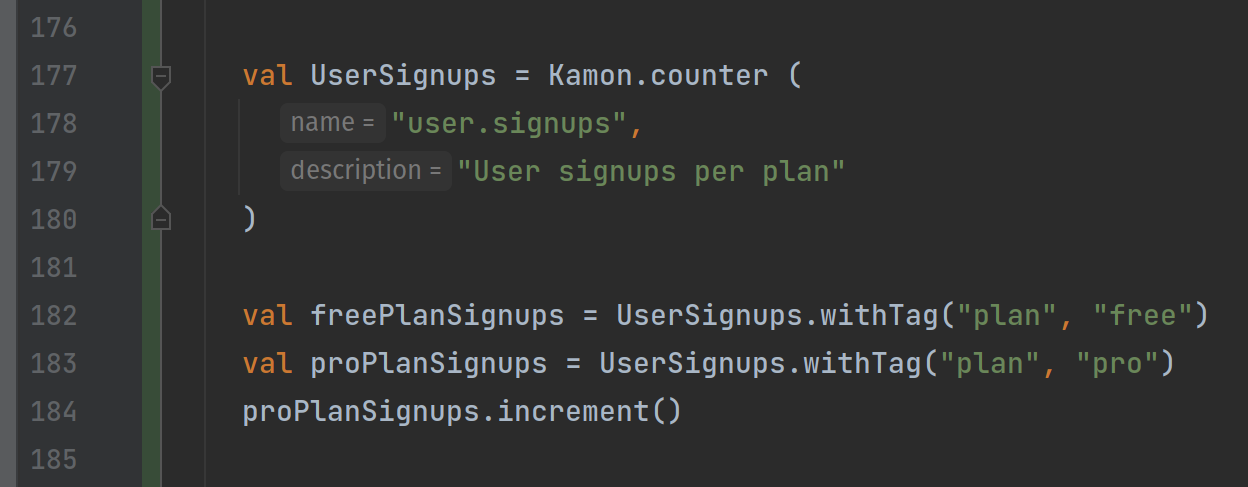 176
177 val UserSignups = Kamon.counter (
178 name = "user.signups",
179 description = "User signups per plan"
180 )
181
182 val freePlanSignups = UserSignups.withTag("plan", "free")
183 val proPlanSignups = UserSignups.withTag("plan", "pro")
184 proPlanSignups.increment()
185